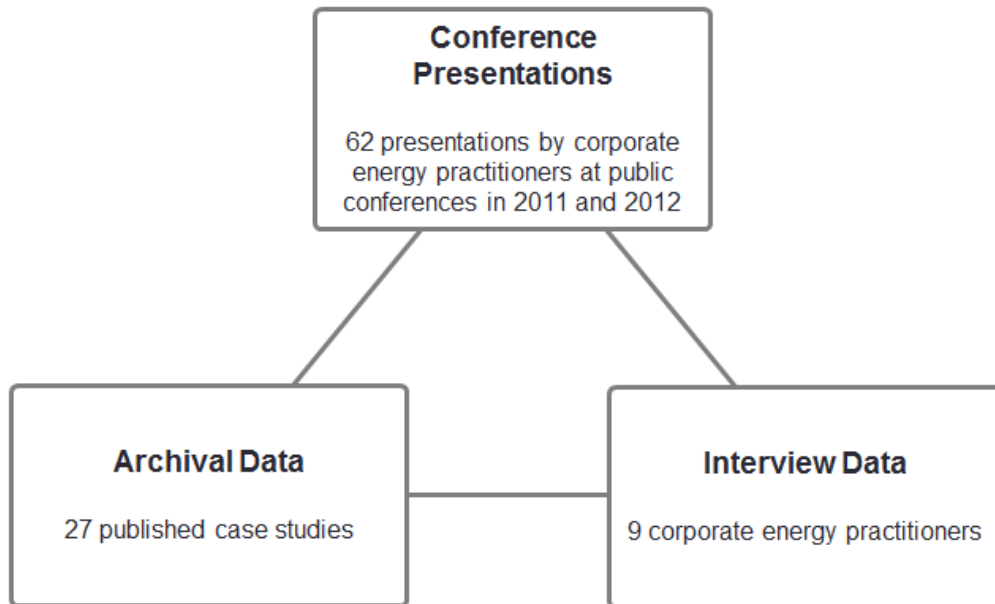 Conference
Presentations
62 presentations by corporate
energy practitioners at public
conferences in 2011 and 2012
Archival Data
27 published case studies
Interview Data
9 corporate energy practitioners